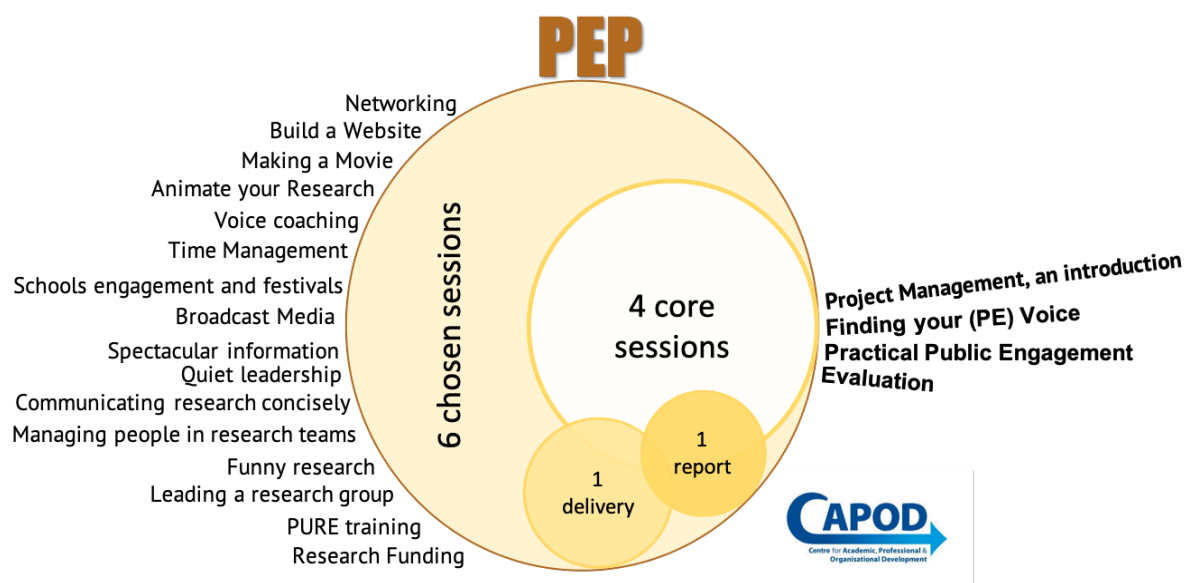 PEP
Networking
Build a Website
Making a Movie
Animate your Research
Voice coaching
Time Management
Schools engagement and festivals
Broadcast Media
Spectacular information
Quiet leadership
Communicating research concisely
Managing people in research teams
Funny research
Leading a research group
PURE training
Research Funding
6 chosen sessions
4 core
sessions
1
delivery
1
report
Project Management, an introduction
Finding your (PE) Voice
Practical Public Engagement
Evaluation
CAPOD
Centre for Academic, Professional &
Organisational Development